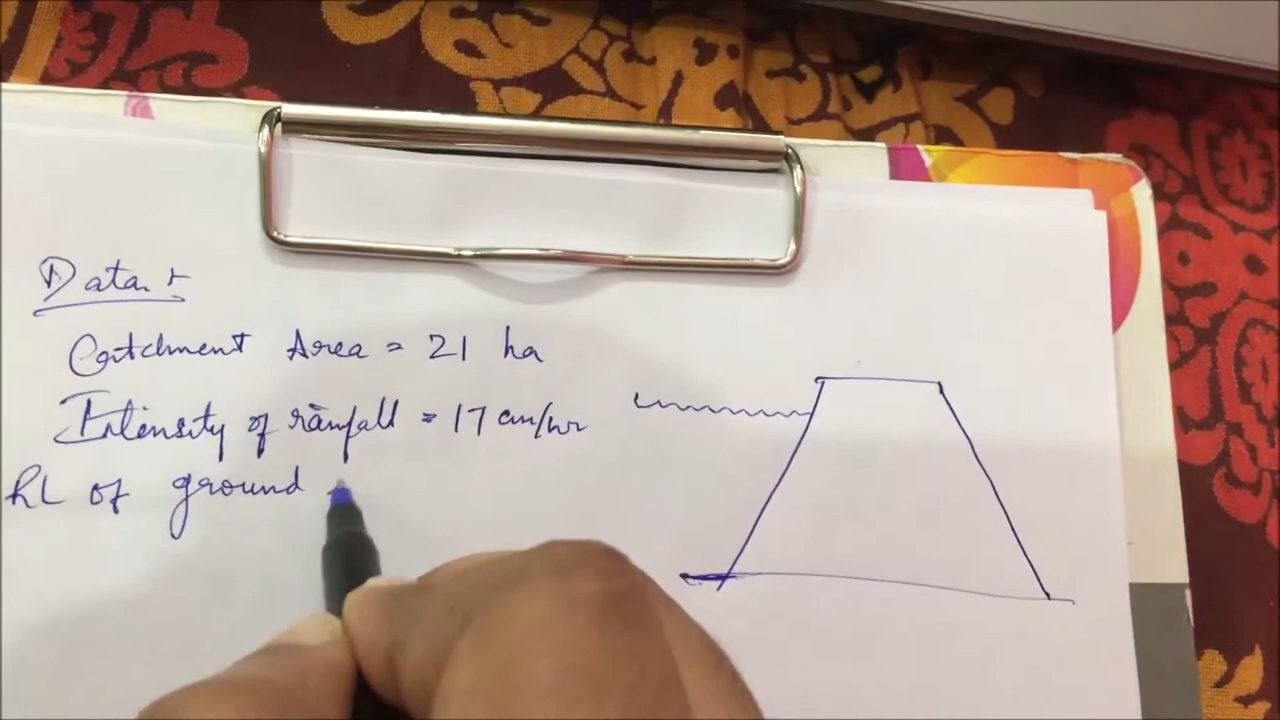 Data :-
Catchment Area = 21 ha
Intensity of rainfall = 17 cm/hr
RL of ground